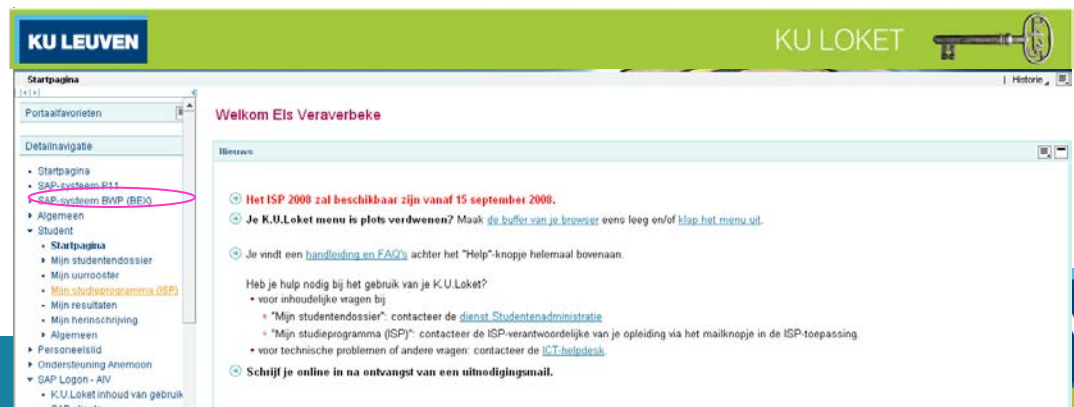 KU LEUVEN
KU LOKET
Startpagina
| Historie
Portaalfavorieten
Detailnavigatie
Startpagina
SAP-systeem P11
SAP-systeem BWP (BEX)
Algemeen
Student
Startpagina
Mijn studentendossier
Mijn uurrooster
Mijn studieprogramma (ISP)
Mijn resultaten
Mijn herinschrijving
Algemeen
Personeelslid
Ondersteuning Anemoon
SAP Logon - AIV
K.U.Loket inhoud van gebruik
Welkom Els Veraverbeke
Nieuws
Het ISP 2008 zal beschikbaar zijn vanaf 15 september 2008.
Je K.U.Loket menu is plots verdwenen? Maak de buffer van je browser eens leeg en/of klap het menu uit.
Je vindt een handleiding en FAQ's achter het "Help"-knopje helemaal bovenaan.
Heb je hulp nodig bij het gebruik van je K.U.Loket?
• voor inhoudelijke vragen bij
"Mijn studentendossier": contacteer de dienst Studentenadministratie
"Mijn studieprogramma (ISP)": contacteer de ISP-verantwoordelijke van je opleiding via het mailknopje in de ISP-toepassing.
• voor technische problemen of andere vragen: contacteer de ICT-helpdesk.
Schrijf je online in na ontvangst van een uitnodigingsmail.